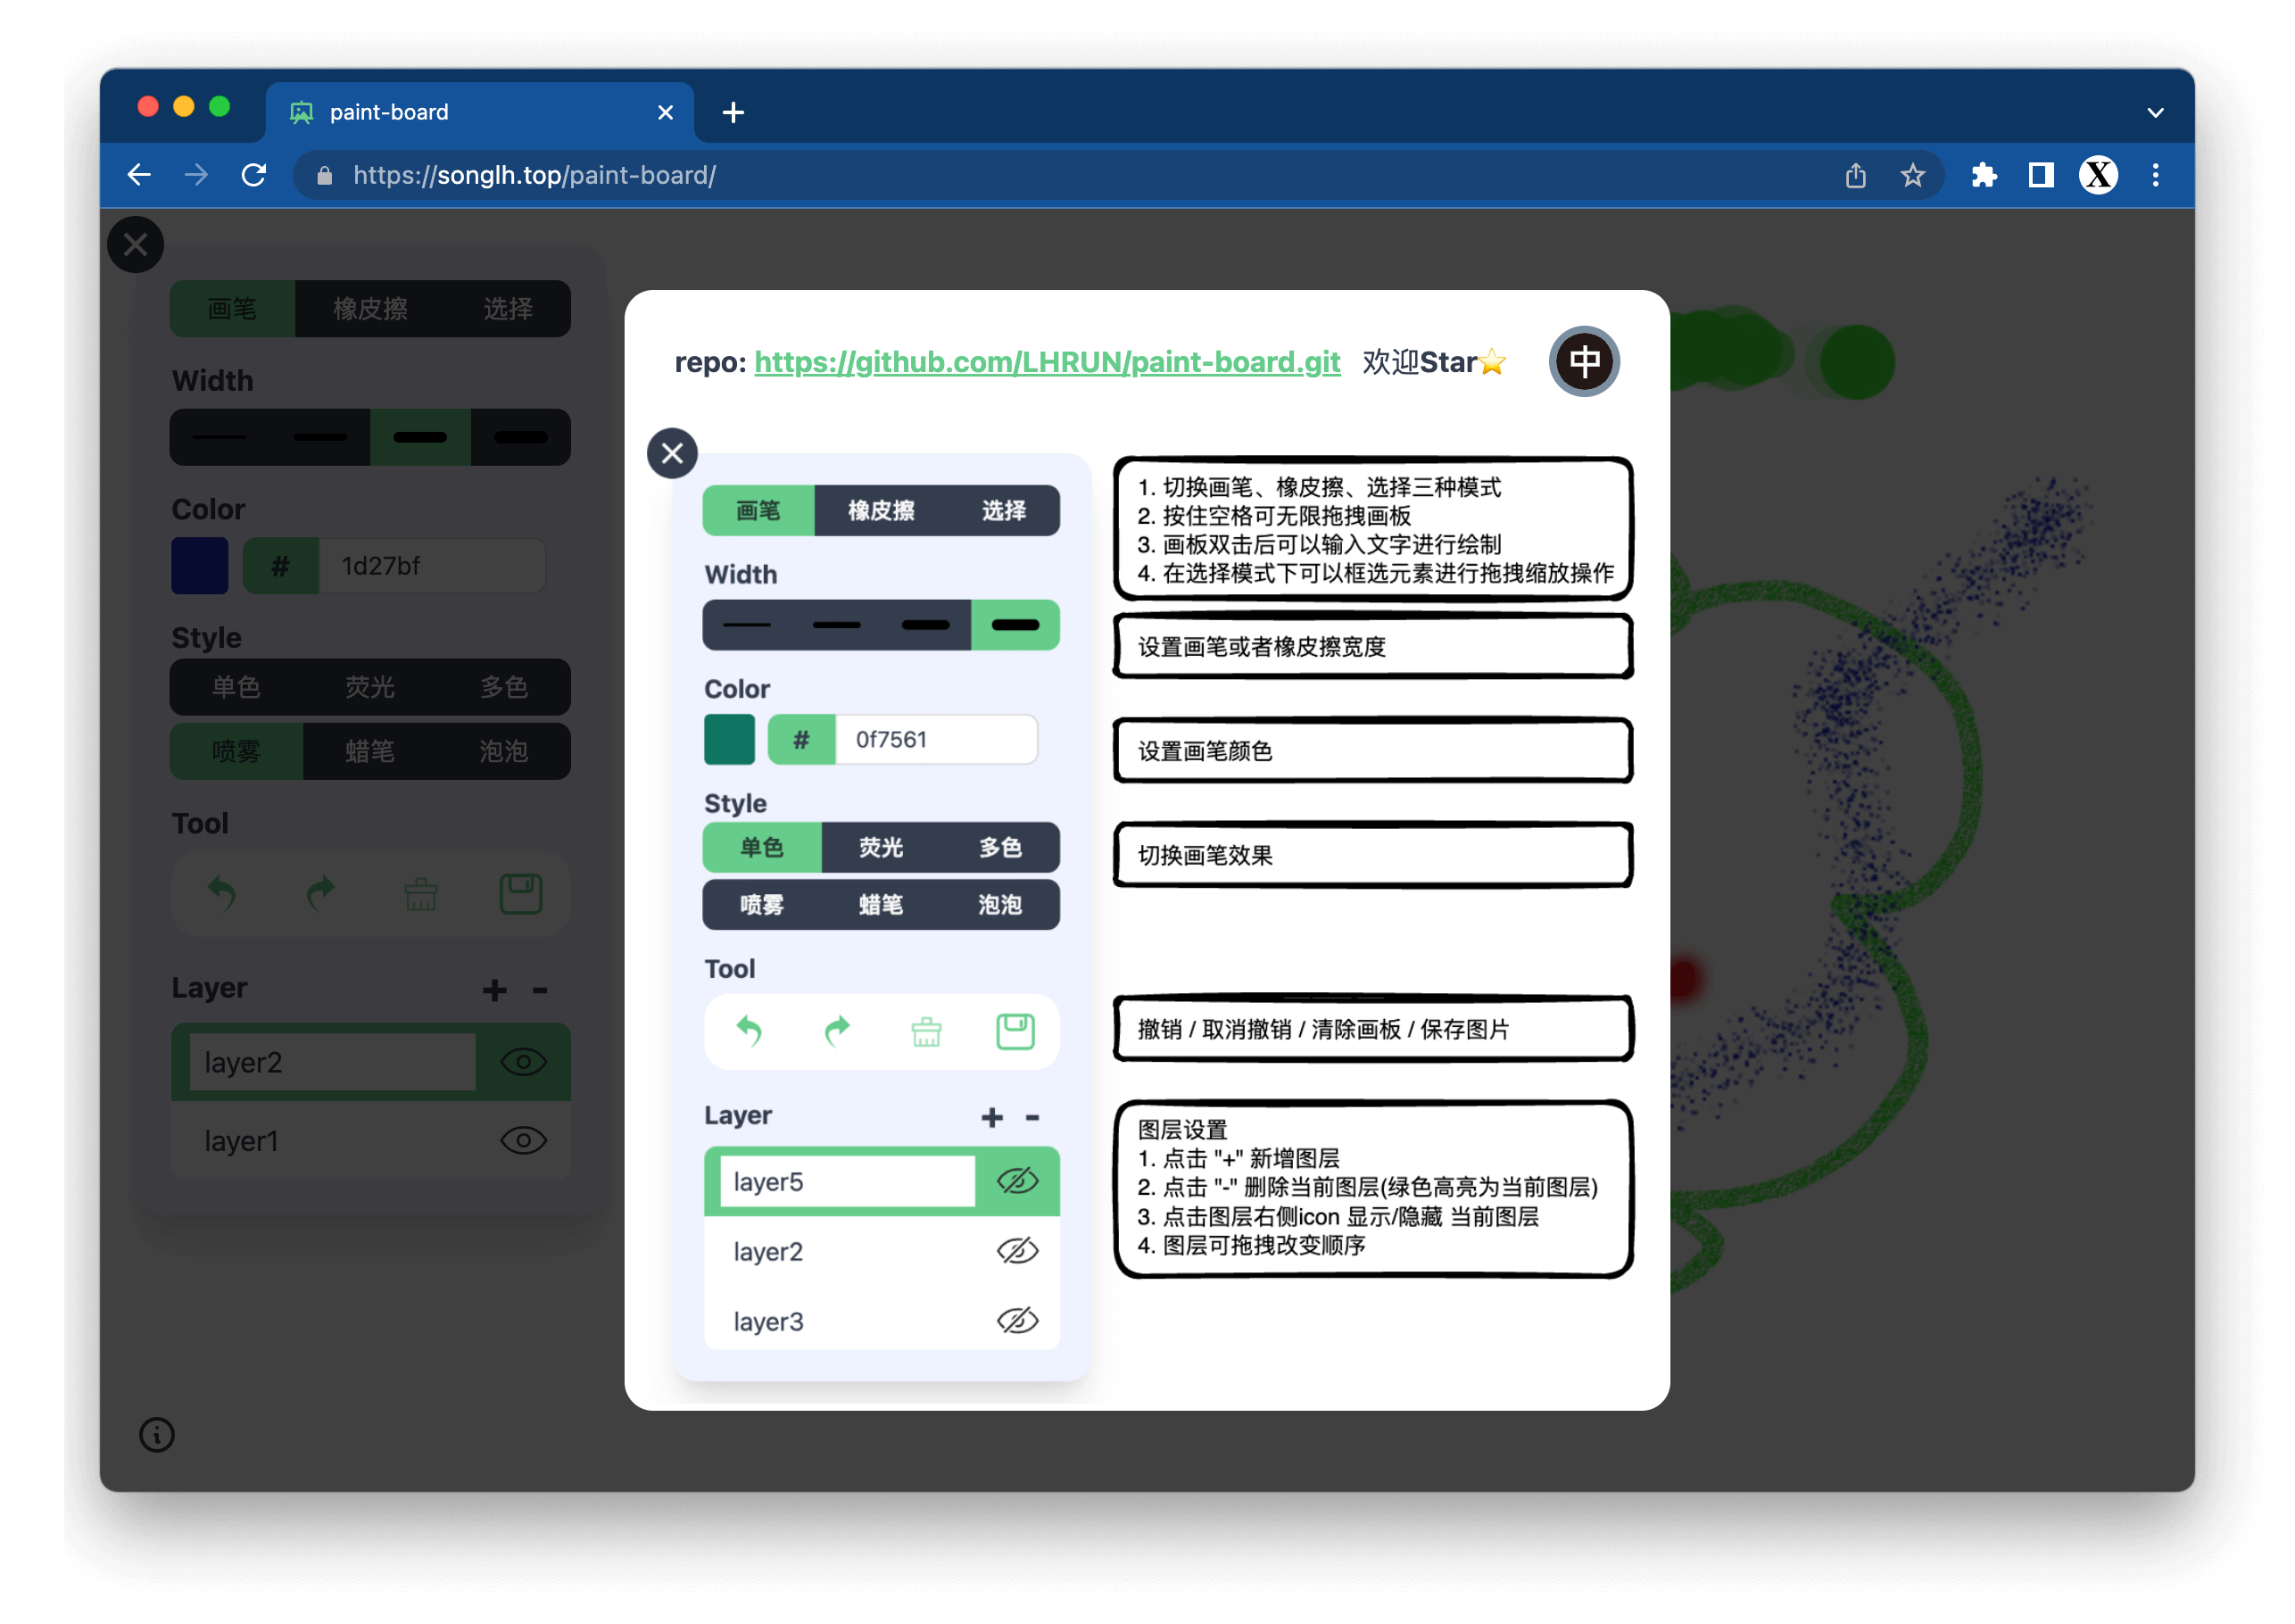 paint-board
https://songlh.top/paint-board/
X
画笔 橡皮擦 选择
Width
Color
# 1d27bf
Style
单色 荧光 多色
喷雾 蜡笔 泡泡
Tool
Layer + -
layer2
layer1
repo: https://github.com/LHRUN/paint-board.git 欢迎Star⭐
中
画笔 橡皮擦 选择
1. 切换画笔、橡皮擦、选择三种模式
2. 按住空格可无限拖拽画板
3. 画板双击后可以输入文字进行绘制
4. 在选择模式下可以框选元素进行拖拽缩放操作
Width
设置画笔或者橡皮擦宽度
Color
# 0f7561
设置画笔颜色
Style
单色 荧光 多色
喷雾 蜡笔 泡泡
切换画笔效果
Tool
撤销 / 取消撤销 / 清除画板 / 保存图片
Layer + -
layer5
layer2
layer3
图层设置
1. 点击 "+" 新增图层
2. 点击 "-" 删除当前图层(绿色高亮为当前图层)
3. 点击图层右侧icon 显示/隐藏 当前图层
4. 图层可拖拽改变顺序